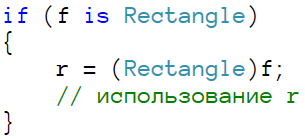 if (f is Rectangle)
{
    r = (Rectangle)f;
    // использование r
}